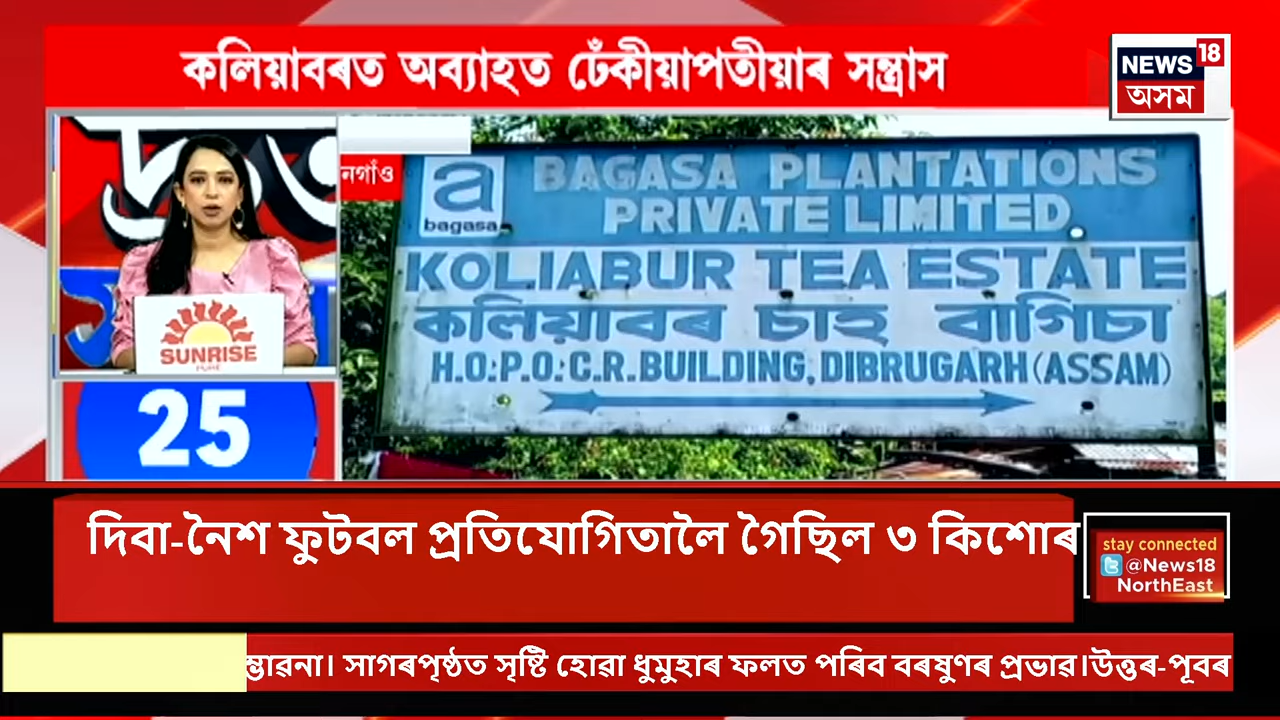 কলিয়াবৰত অব্যাহত ঢেঁকীয়াপতীয়াৰ সন্ত্ৰাস
NEWS 18
অসম
নগাঁও
a
bagasa
BAGASA PLANTATIONS
PRIVATE LIMITED
KOLIABUR TEA ESTATE
কলিয়াবৰ চাহ বাগিচা
H.O:P.O:C.R.BUILDING, DIBRUGARH (ASSAM)
SUNRISE
PURE
25
দিবা-নৈশ ফুটবল প্ৰতিযোগিতালৈ গৈছিল ৩ কিশোৰ
stay connected
@News18
NorthEast
ম্ভাৱনা। সাগৰপৃষ্ঠত সৃষ্টি হোৱা ধুমুহাৰ ফলত পৰিব বৰষুণৰ প্ৰভাৱ।উত্তৰ-পূবৰ